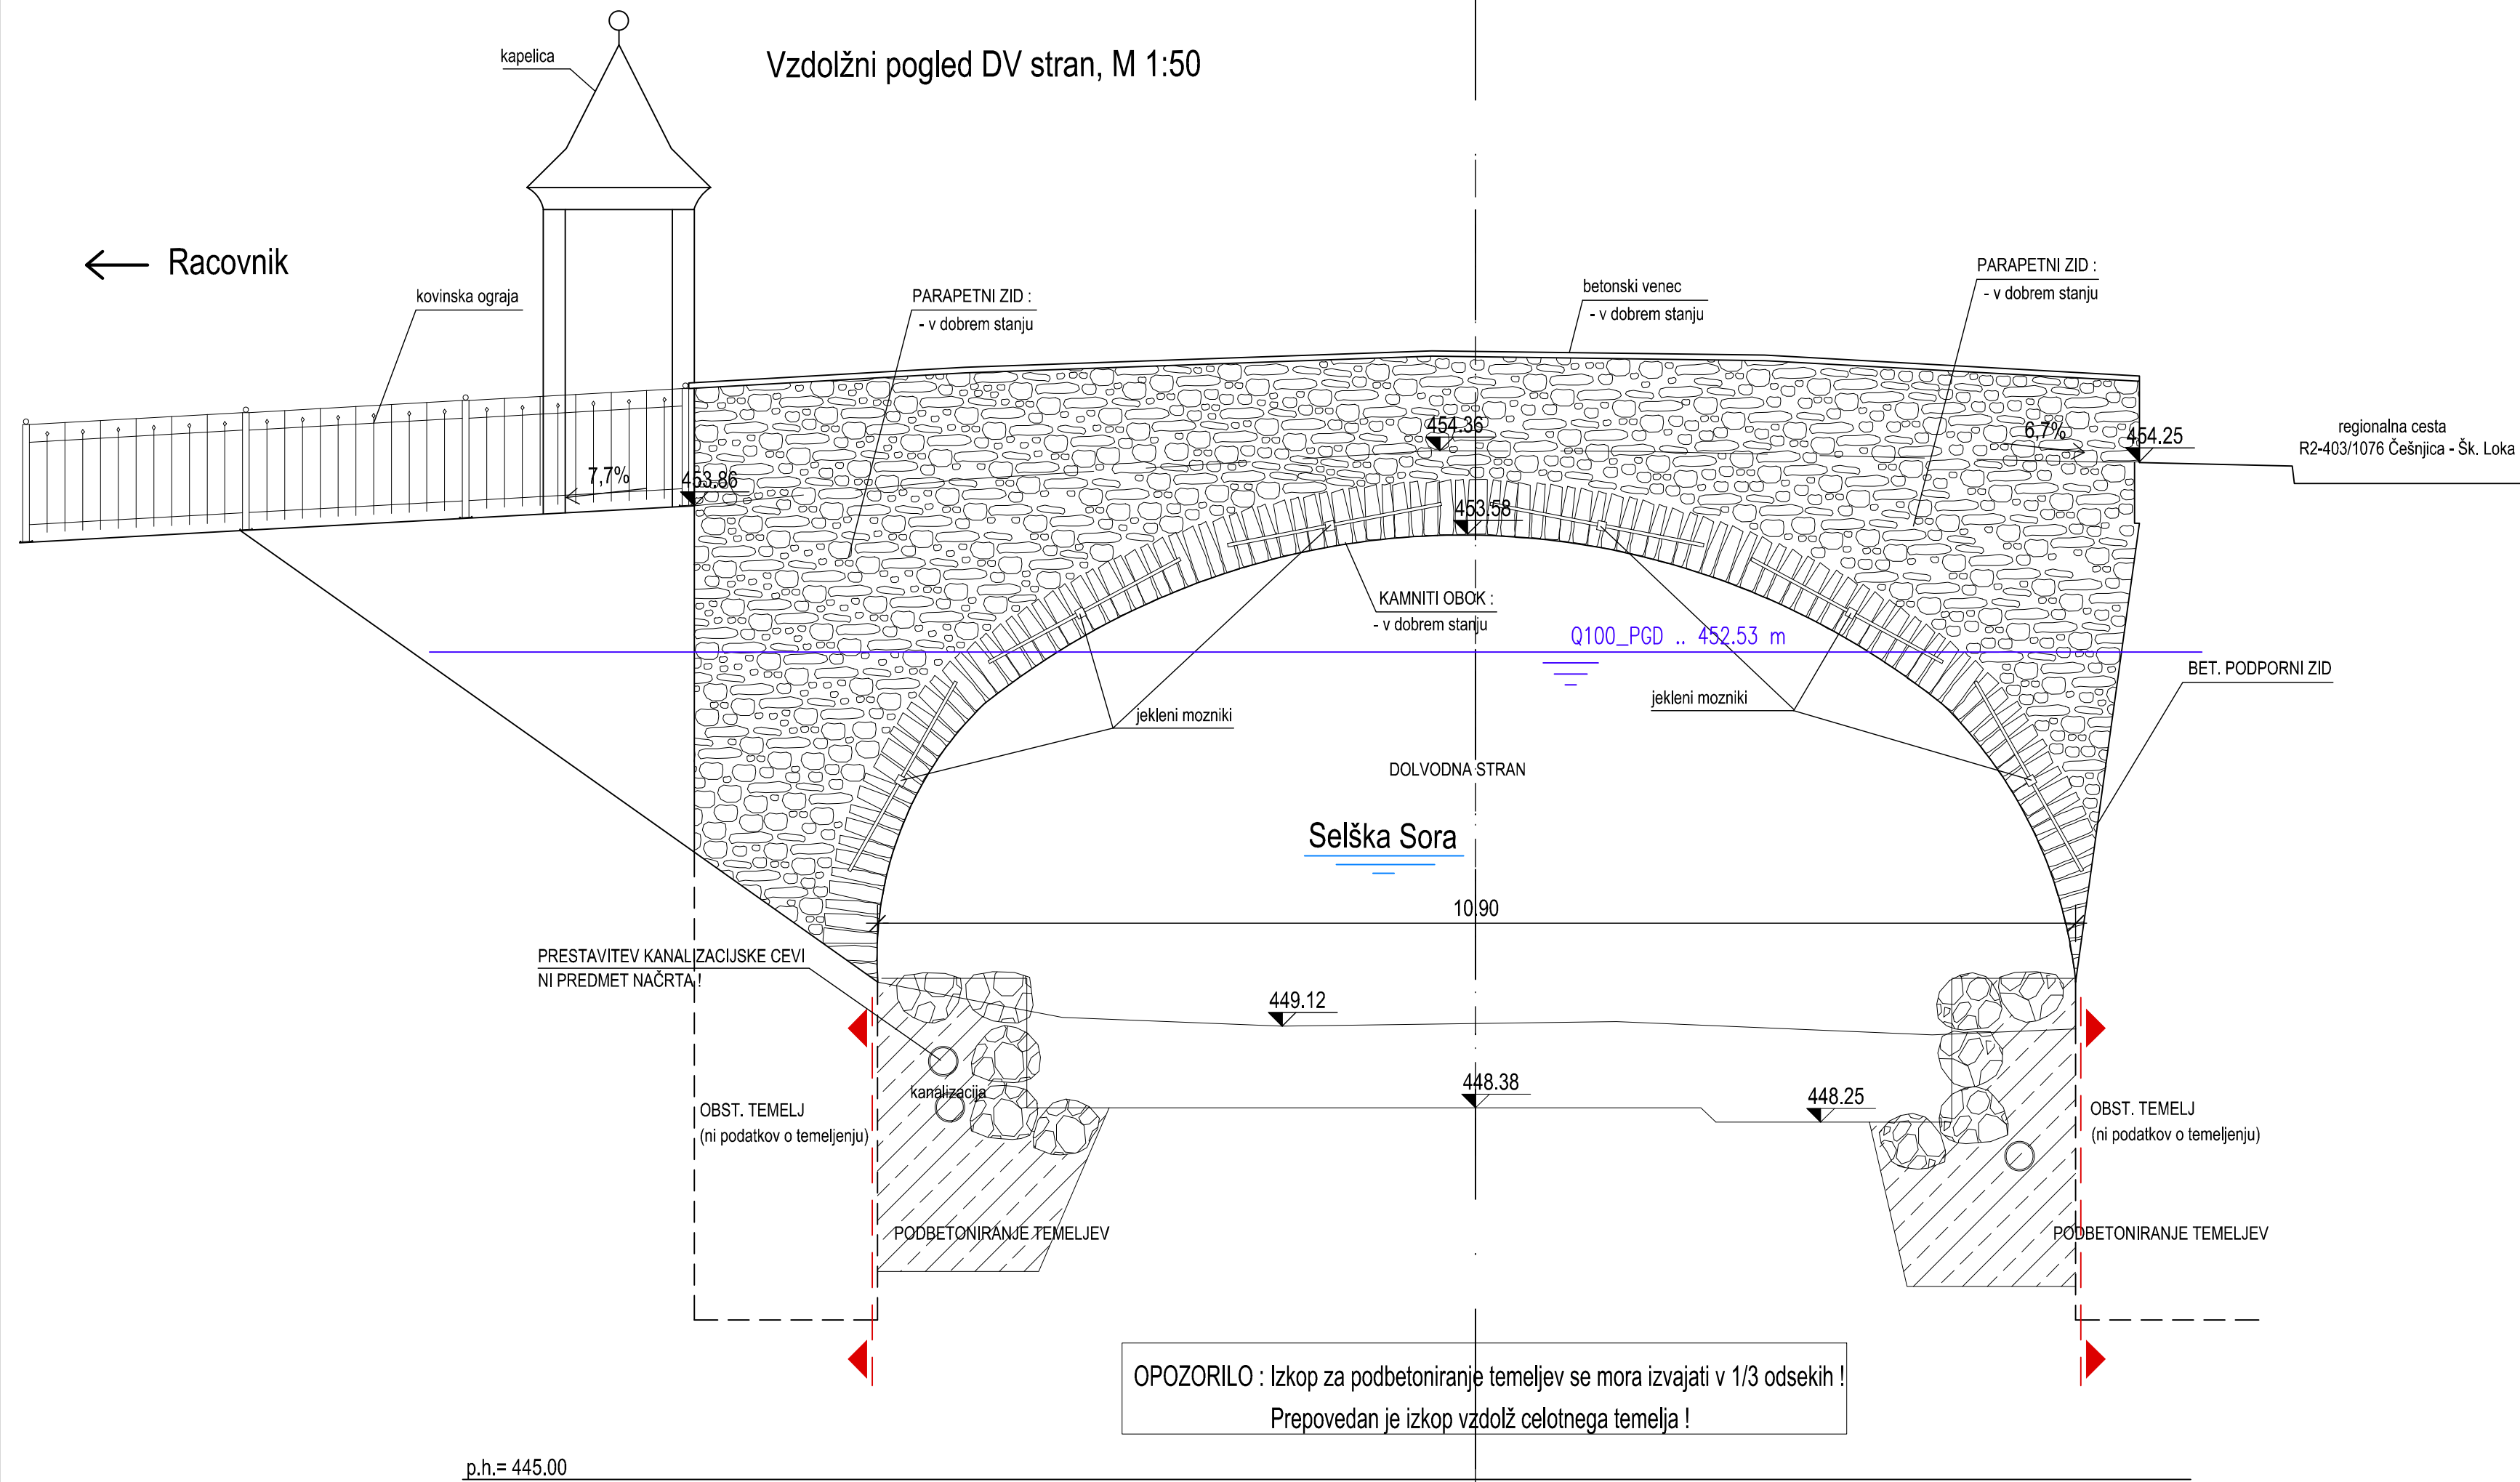 Vzdolžni pogled DV stran, M 1:50
kapelica
Racovnik
kovinska ograja
PARAPETNI ZID :
- v dobrem stanju
betonski venec
- v dobrem stanju
PARAPETNI ZID :
- v dobrem stanju
454.36
6,7%
454.25
regionalna cesta
R2-403/1076 Češnjica - Šk. Loka
7,7%
453.86
453.58
KAMNITI OBOK :
- v dobrem stanju
Q100_PGD .. 452.53 m
BET. PODPORNI ZID
jekleni mozniki
jekleni mozniki
DOLVODNA STRAN
Selška Sora
10.90
PRESTAVITEV KANALIZACIJSKE CEVI
NI PREDMET NAČRTA !
449.12
448.38
448.25
kanalizacija
OBST. TEMELJ
(ni podatkov o temeljenju)
OBST. TEMELJ
(ni podatkov o temeljenju)
PODBETONIRANJE TEMELJEV
PODBETONIRANJE TEMELJEV
OPOZORILO : Izkop za podbetoniranje temeljev se mora izvajati v 1/3 odsekih !
Prepovedan je izkop vzdolž celotnega temelja !
p.h.= 445.00